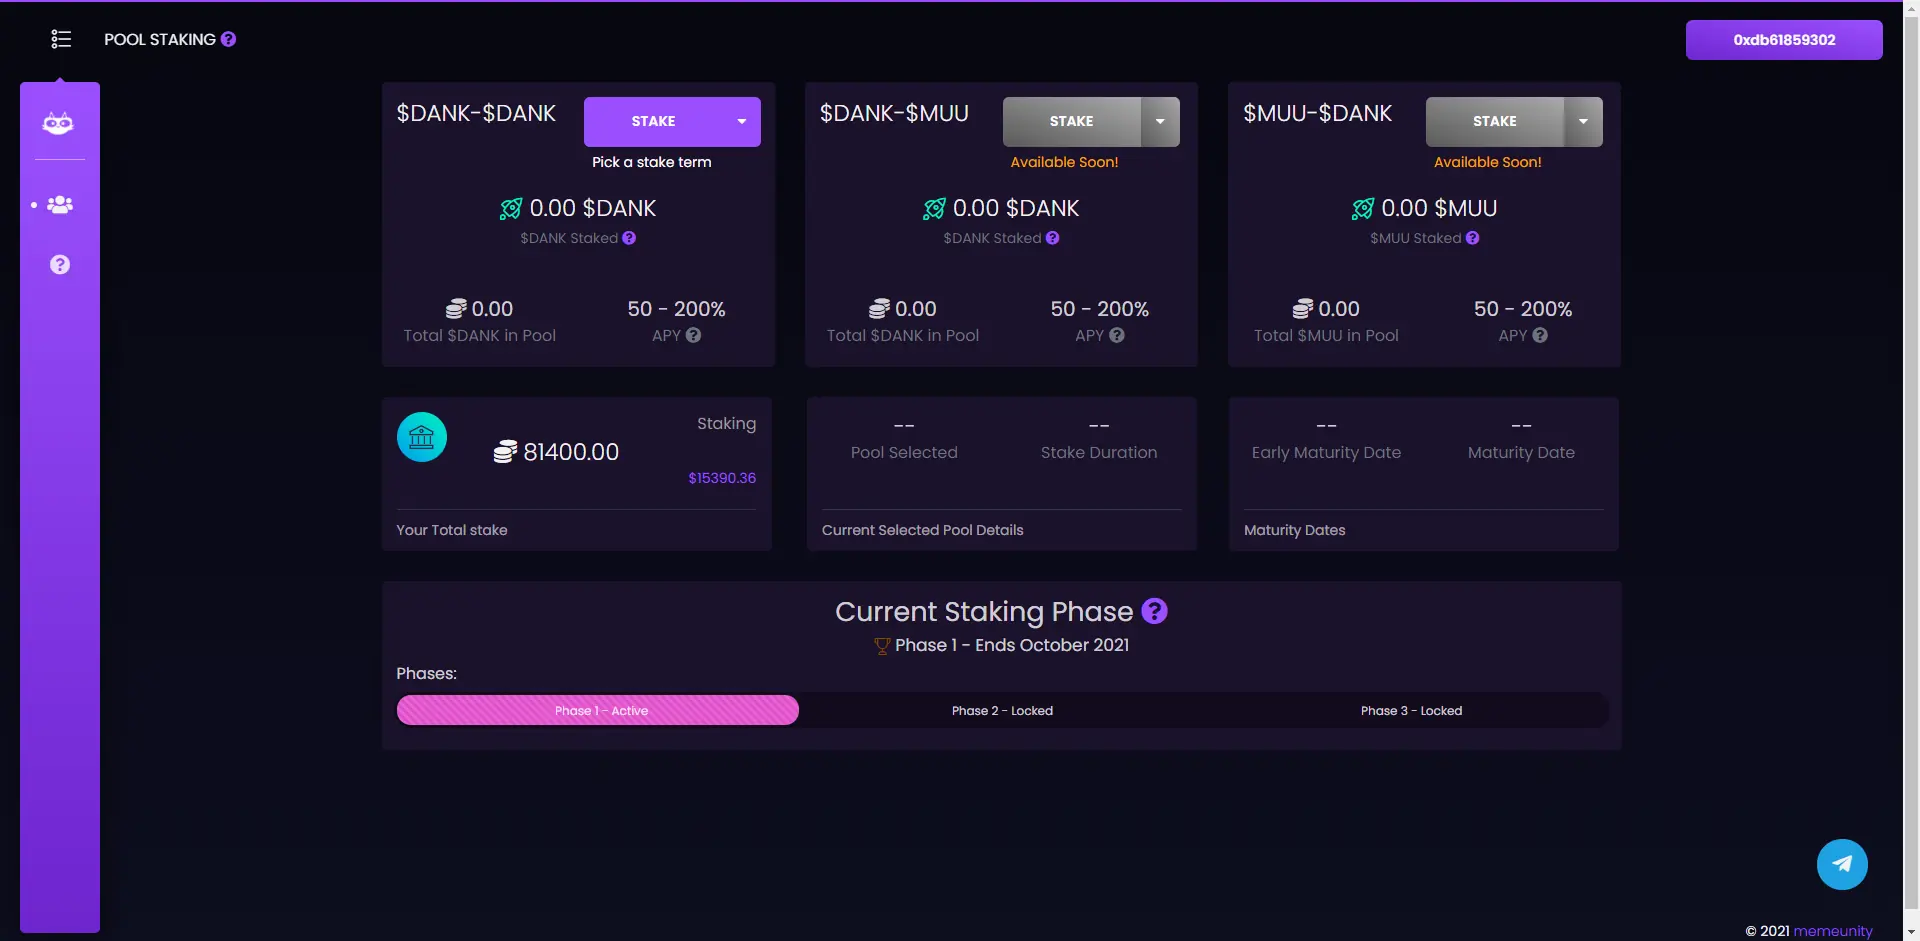 POOL STAKING
0xdb61859302
$DANK-$DANK
STAKE
Pick a stake term
0.00 $DANK
$DANK Staked
0.00
Total $DANK in Pool
50 - 200%
APY
$DANK-$MUU
STAKE
Available Soon!
0.00 $DANK
$DANK Staked
0.00
Total $DANK in Pool
50 - 200%
APY
$MUU-$DANK
STAKE
Available Soon!
0.00 $MUU
$MUU Staked
0.00
Total $MUU in Pool
50 - 200%
APY
Staking
81400.00
$15390.36
Your Total stake
--
Pool Selected
--
Stake Duration
Current Selected Pool Details
--
Early Maturity Date
--
Maturity Date
Maturity Dates
Current Staking Phase
Phase 1 - Ends October 2021
Phases:
Phase 1 - Active
Phase 2 - Locked
Phase 3 - Locked
© 2021 memeunity